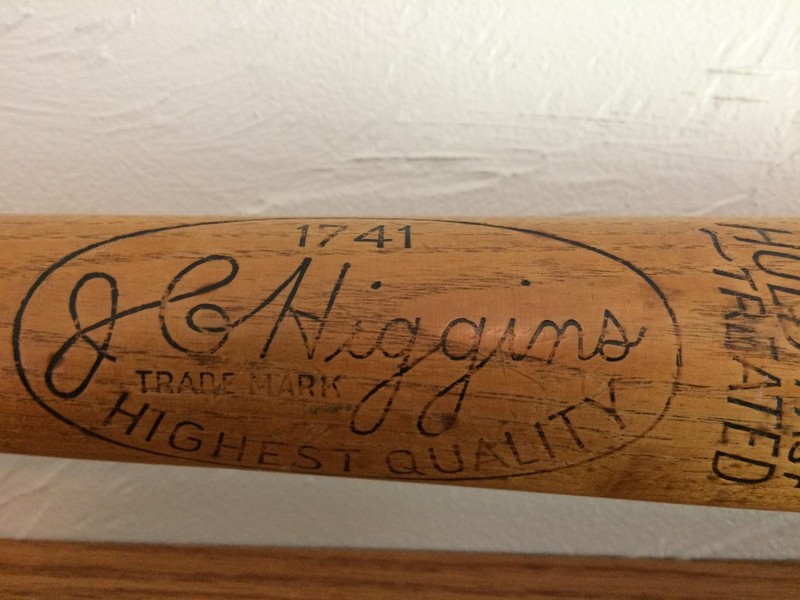 1741
J C Higgins
TRADE MARK
HIGHEST QUALITY
TREATED